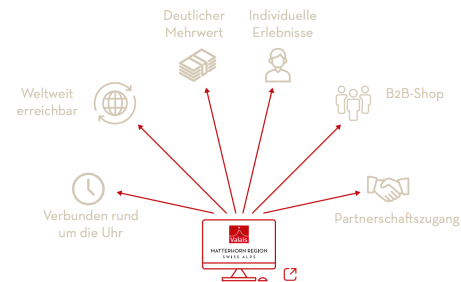 Deutlicher
Mehrwert
Individuelle
Erlebnisse
Weltweit
erreichbar
B2B-Shop
Verbunden rund
um die Uhr
Partnerschaftszugang
Valais
MATTERHORN REGION
SWISS ALPS